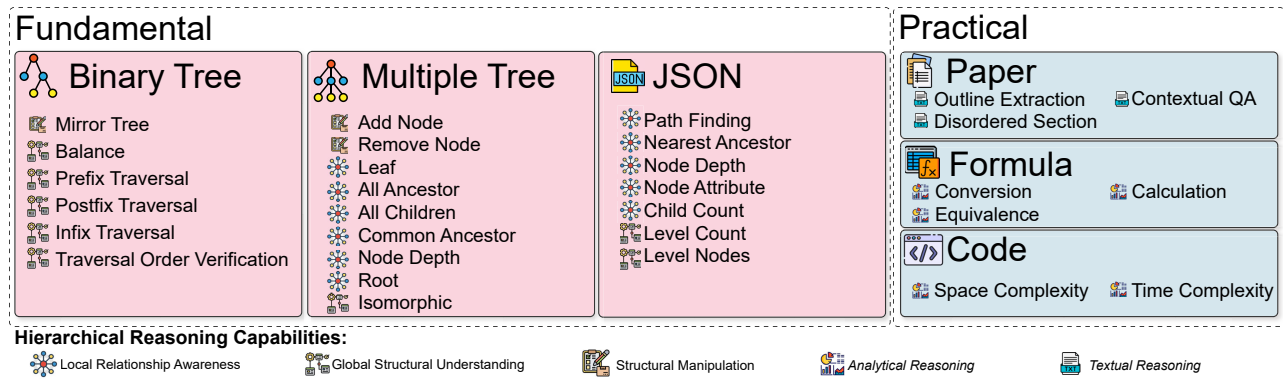 Fundamental
Binary Tree
Mirror Tree
Balance
Prefix Traversal
Postfix Traversal
Infix Traversal
Traversal Order Verification
Multiple Tree
Add Node
Remove Node
Leaf
All Ancestor
All Children
Common Ancestor
Node Depth
Root
Isomorphic
JSON
JSON
Path Finding
Nearest Ancestor
Node Depth
Node Attribute
Child Count
Level Count
Level Nodes
Practical
Paper
Outline Extraction
Contextual QA
Disordered Section
Formula
Conversion
Calculation
Equivalence
Code
Space Complexity
Time Complexity
Hierarchical Reasoning Capabilities:
Local Relationship Awareness
Global Structural Understanding
Structural Manipulation
Analytical Reasoning
TXT
Textual Reasoning